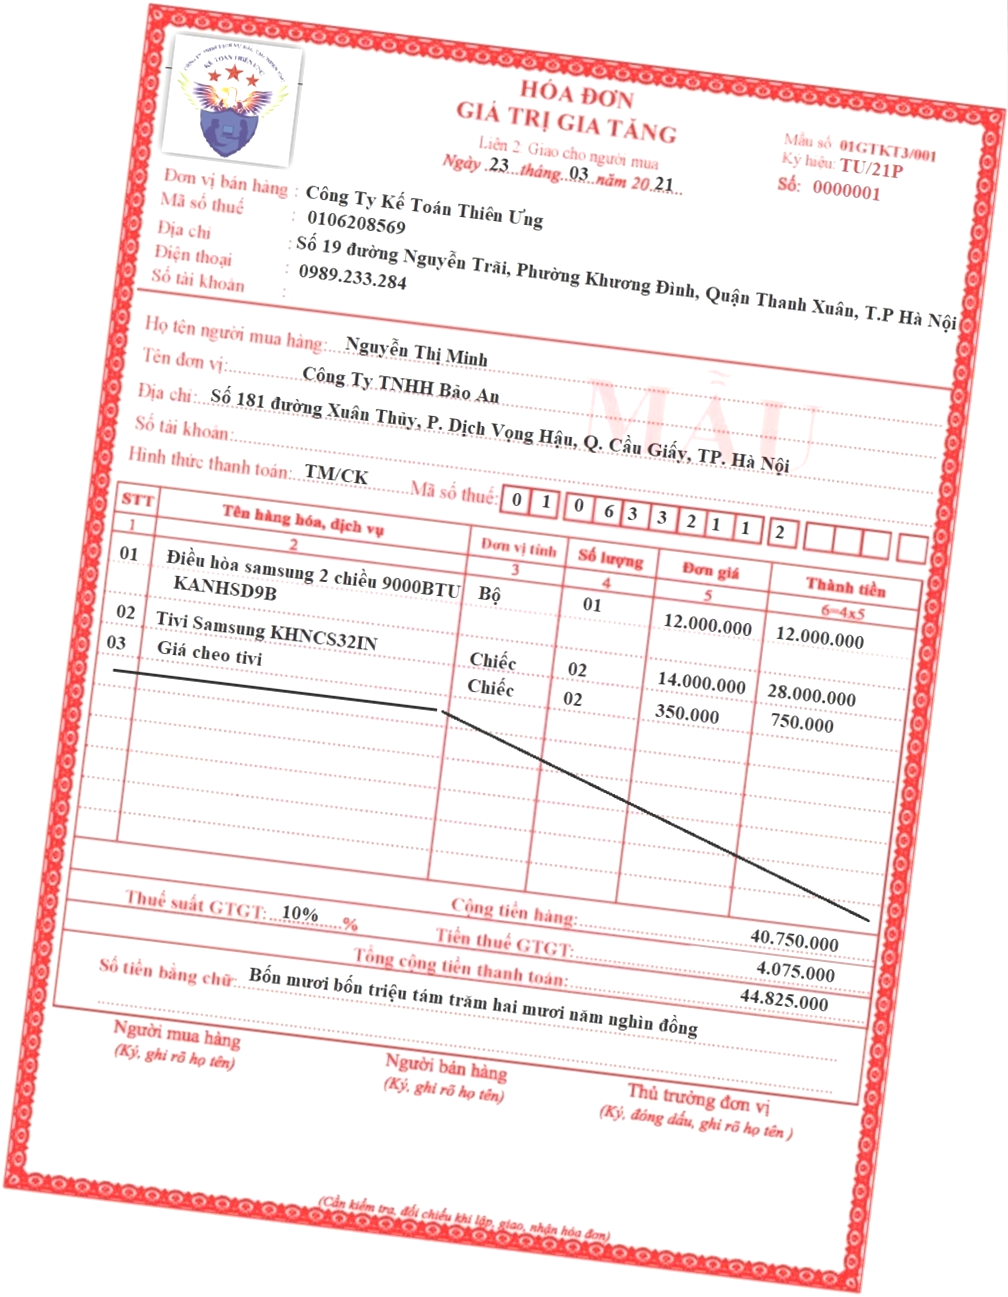 KẾ TOÁN THIÊN ƯNG
HÓA ĐƠN
GIÁ TRỊ GIA TĂNG
Liên 2: Giao cho người mua
Ngày 23 tháng 03 năm 2021
Mẫu số 01GTKT3/001
Ký hiệu: TU/21P
Số: 0000001
Đơn vị bán hàng : Công Ty Kế Toán Thiên Ưng
Mã số thuế : 0106208569
Địa chỉ : Số 19 đường Nguyễn Trãi, Phường Khương Đình, Quận Thanh Xuân, T.P Hà Nội
Điện thoại : 0989.233.284
Số tài khoản :
Họ tên người mua hàng: Nguyễn Thị Minh
Tên đơn vị: Công Ty TNHH Bảo An
Địa chỉ: Số 181 đường Xuân Thủy, P. Dịch Vọng Hậu, Q. Cầu Giấy, TP. Hà Nội
MẪU
Số tài khoản:
Hình thức thanh toán: TM/CK Mã số thuế: 0 1 0 6 3 3 2 1 1 2
STT Tên hàng hóa, dịch vụ Đơn vị tính Số lượng Đơn giá Thành tiền
1 2 3 4 5 6=4x5
01 Điều hòa samsung 2 chiều 9000BTU Bộ 01 12.000.000 12.000.000
KANHSD9B
02 Tivi Samsung KHNCS32IN Chiếc 02 14.000.000 28.000.000
03 Giá cheo tivi Chiếc 02 350.000 750.000
Cộng tiền hàng: 40.750.000
Thuế suất GTGT: 10% % Tiền thuế GTGT: 4.075.000
Tổng cộng tiền thanh toán: 44.825.000
Số tiền bằng chữ: Bốn mươi bốn triệu tám trăm hai mươi năm nghìn đồng
Người mua hàng Người bán hàng Thủ trưởng đơn vị
(Ký, ghi rõ họ tên) (Ký, ghi rõ họ tên) (Ký, đóng dấu, ghi rõ họ tên )
(Cần kiểm tra, đối chiếu khi lập, giao, nhận hóa đơn)